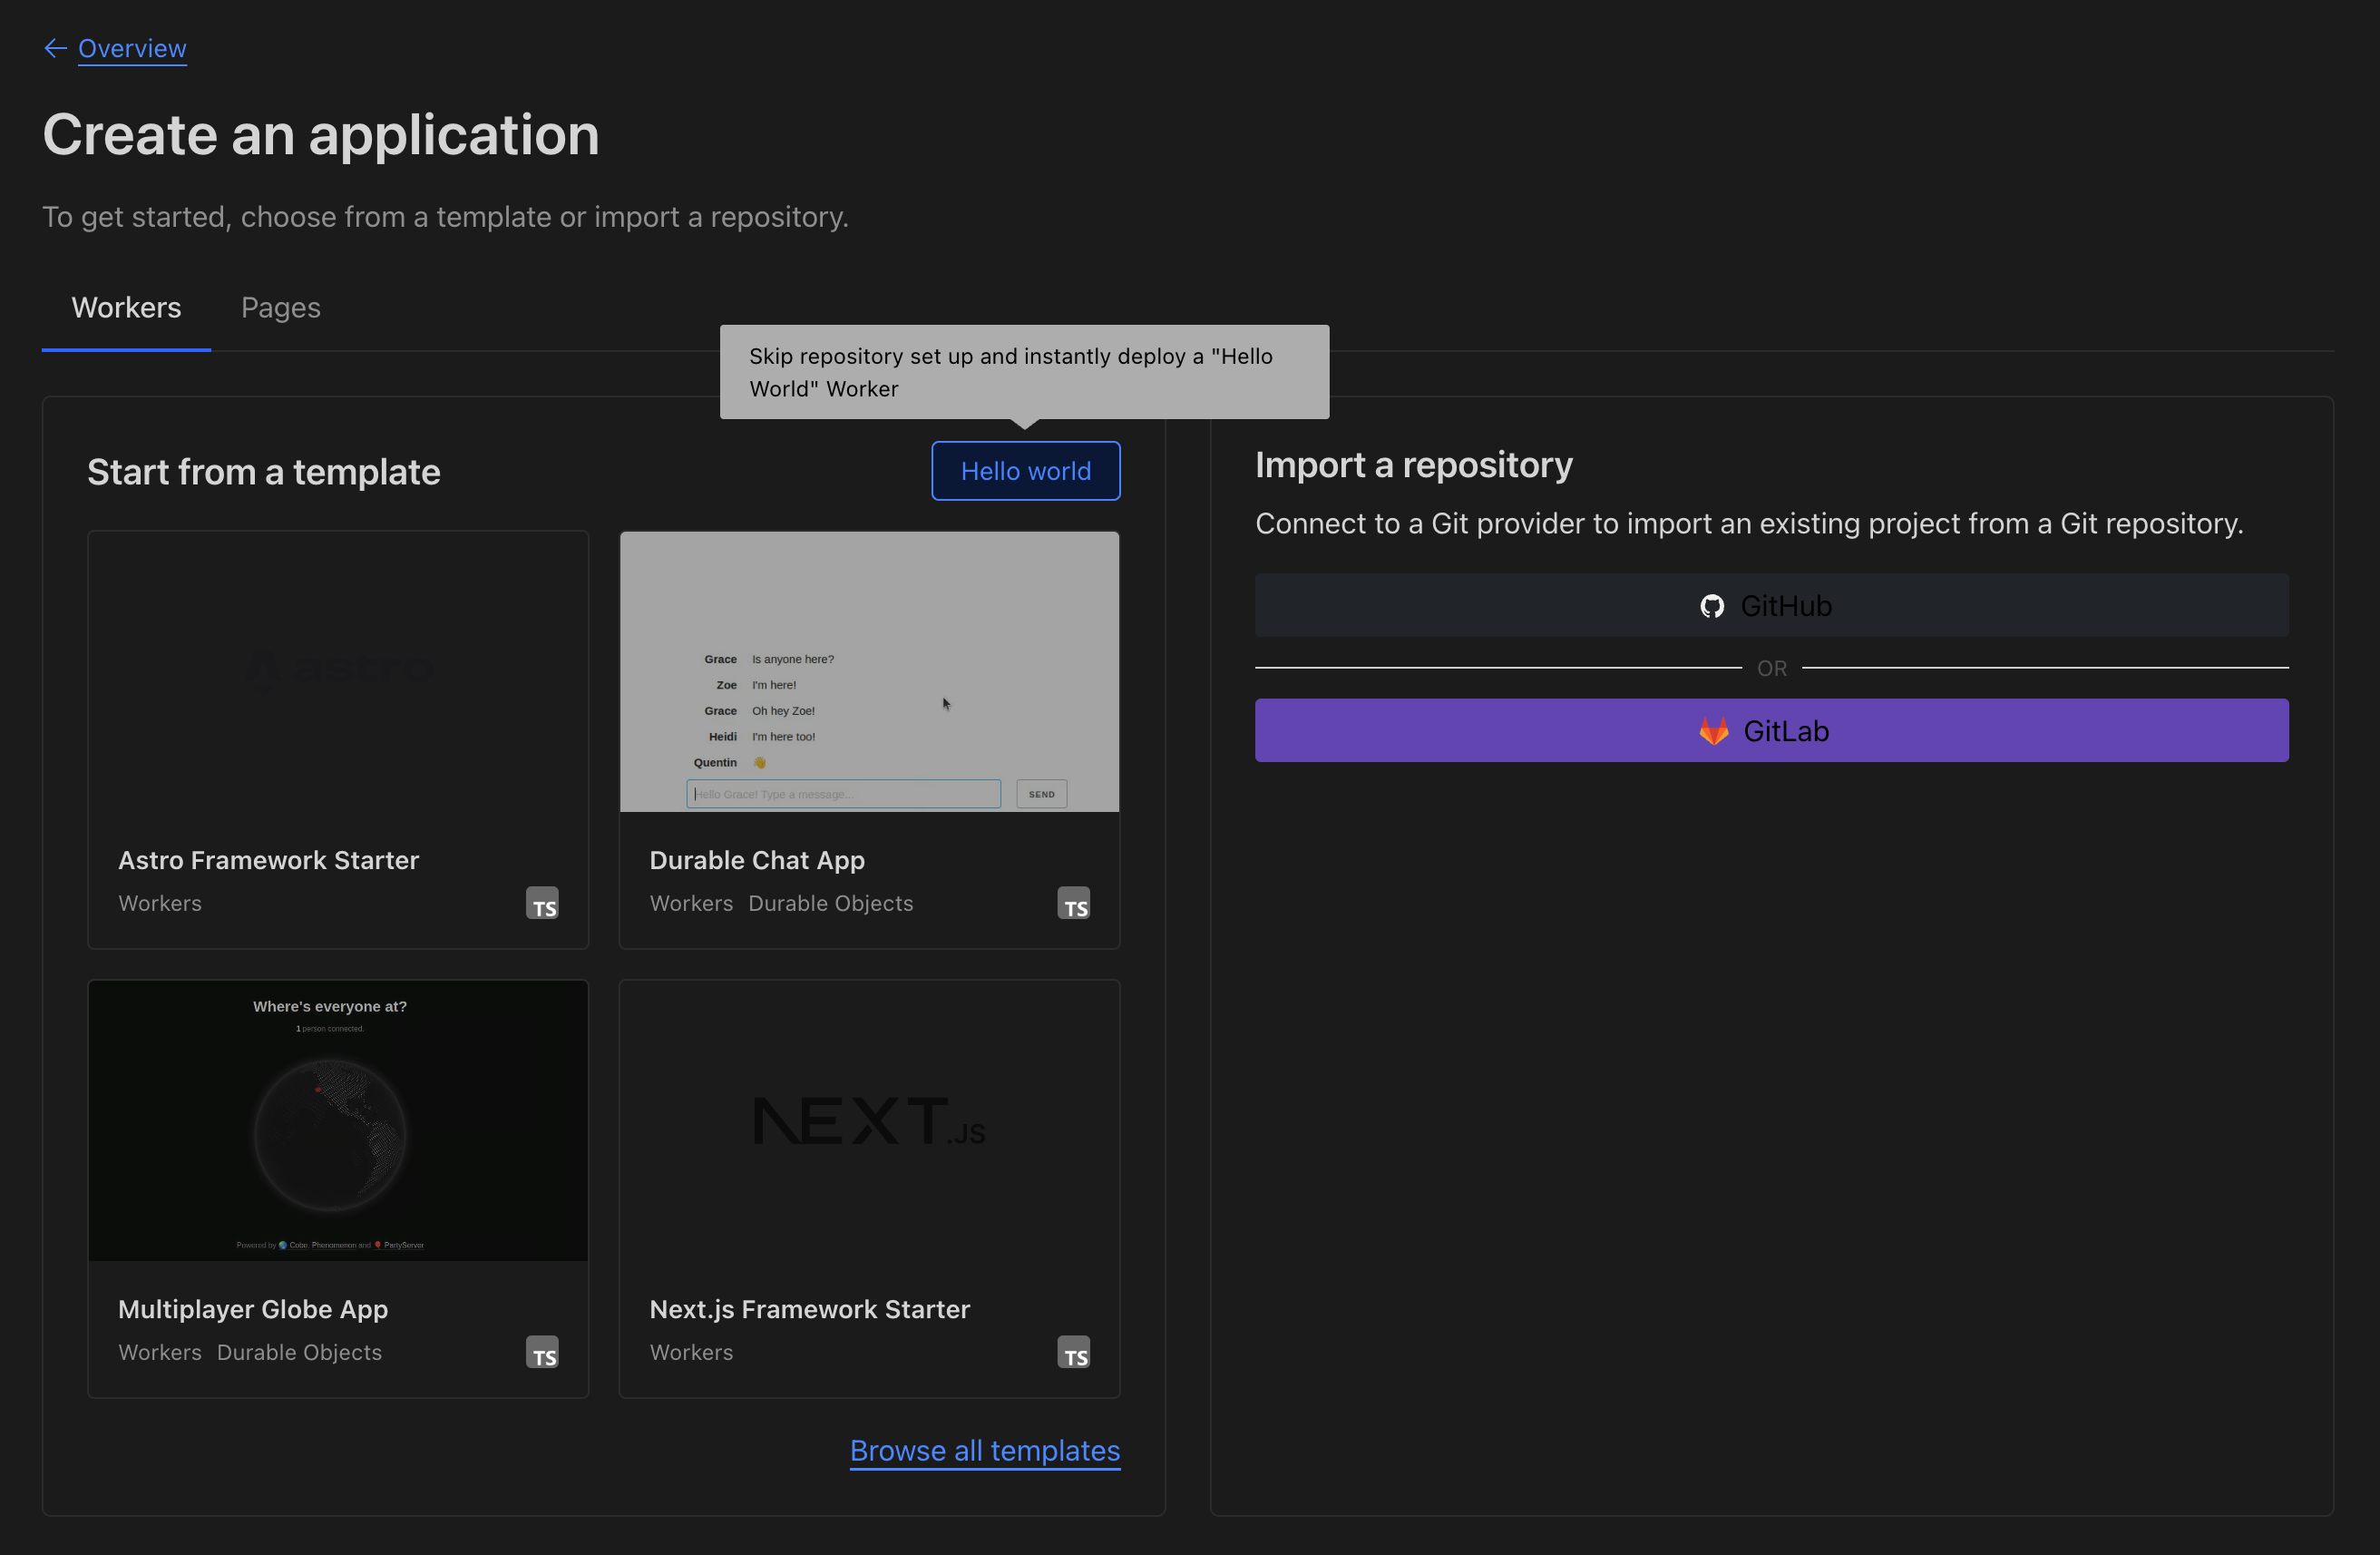 Overview
Create an application
To get started, choose from a template or import a repository.
Workers
Pages
Skip repository set up and instantly deploy a "Hello
World" Worker
Start from a template
Hello world
astro
Astro Framework Starter
Workers
TS
Grace Is anyone here?
Zoe I'm here!
Grace Oh hey Zoe!
Heidi I'm here too!
Quentin 👋
Hello Grace! Type a message...
SEND
Durable Chat App
Workers Durable Objects
TS
Where's everyone at?
1 person connected.
Powered by 🌏 Cobe, Phenomenon and 🎈 PartyServer
Multiplayer Globe App
Workers Durable Objects
TS
NEXT.JS
Next.js Framework Starter
Workers
TS
Browse all templates
Import a repository
Connect to a Git provider to import an existing project from a Git repository.
GitHub
OR
GitLab